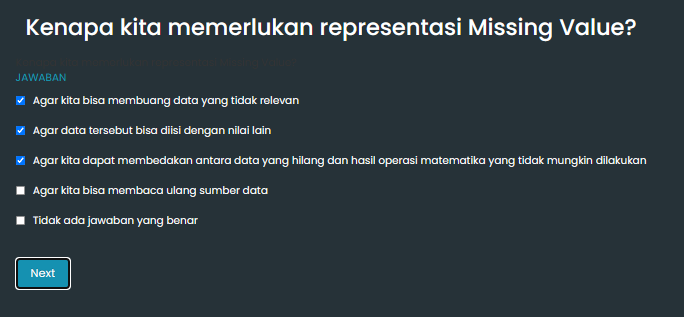 Kenapa kita memerlukan representasi Missing Value?
JAWABAN
Agar kita bisa membuang data yang tidak relevan
Agar data tersebut bisa diisi dengan nilai lain
Agar kita dapat membedakan antara data yang hilang dan hasil operasi matematika yang tidak mungkin dilakukan
Agar kita bisa membaca ulang sumber data
Tidak ada jawaban yang benar
Next